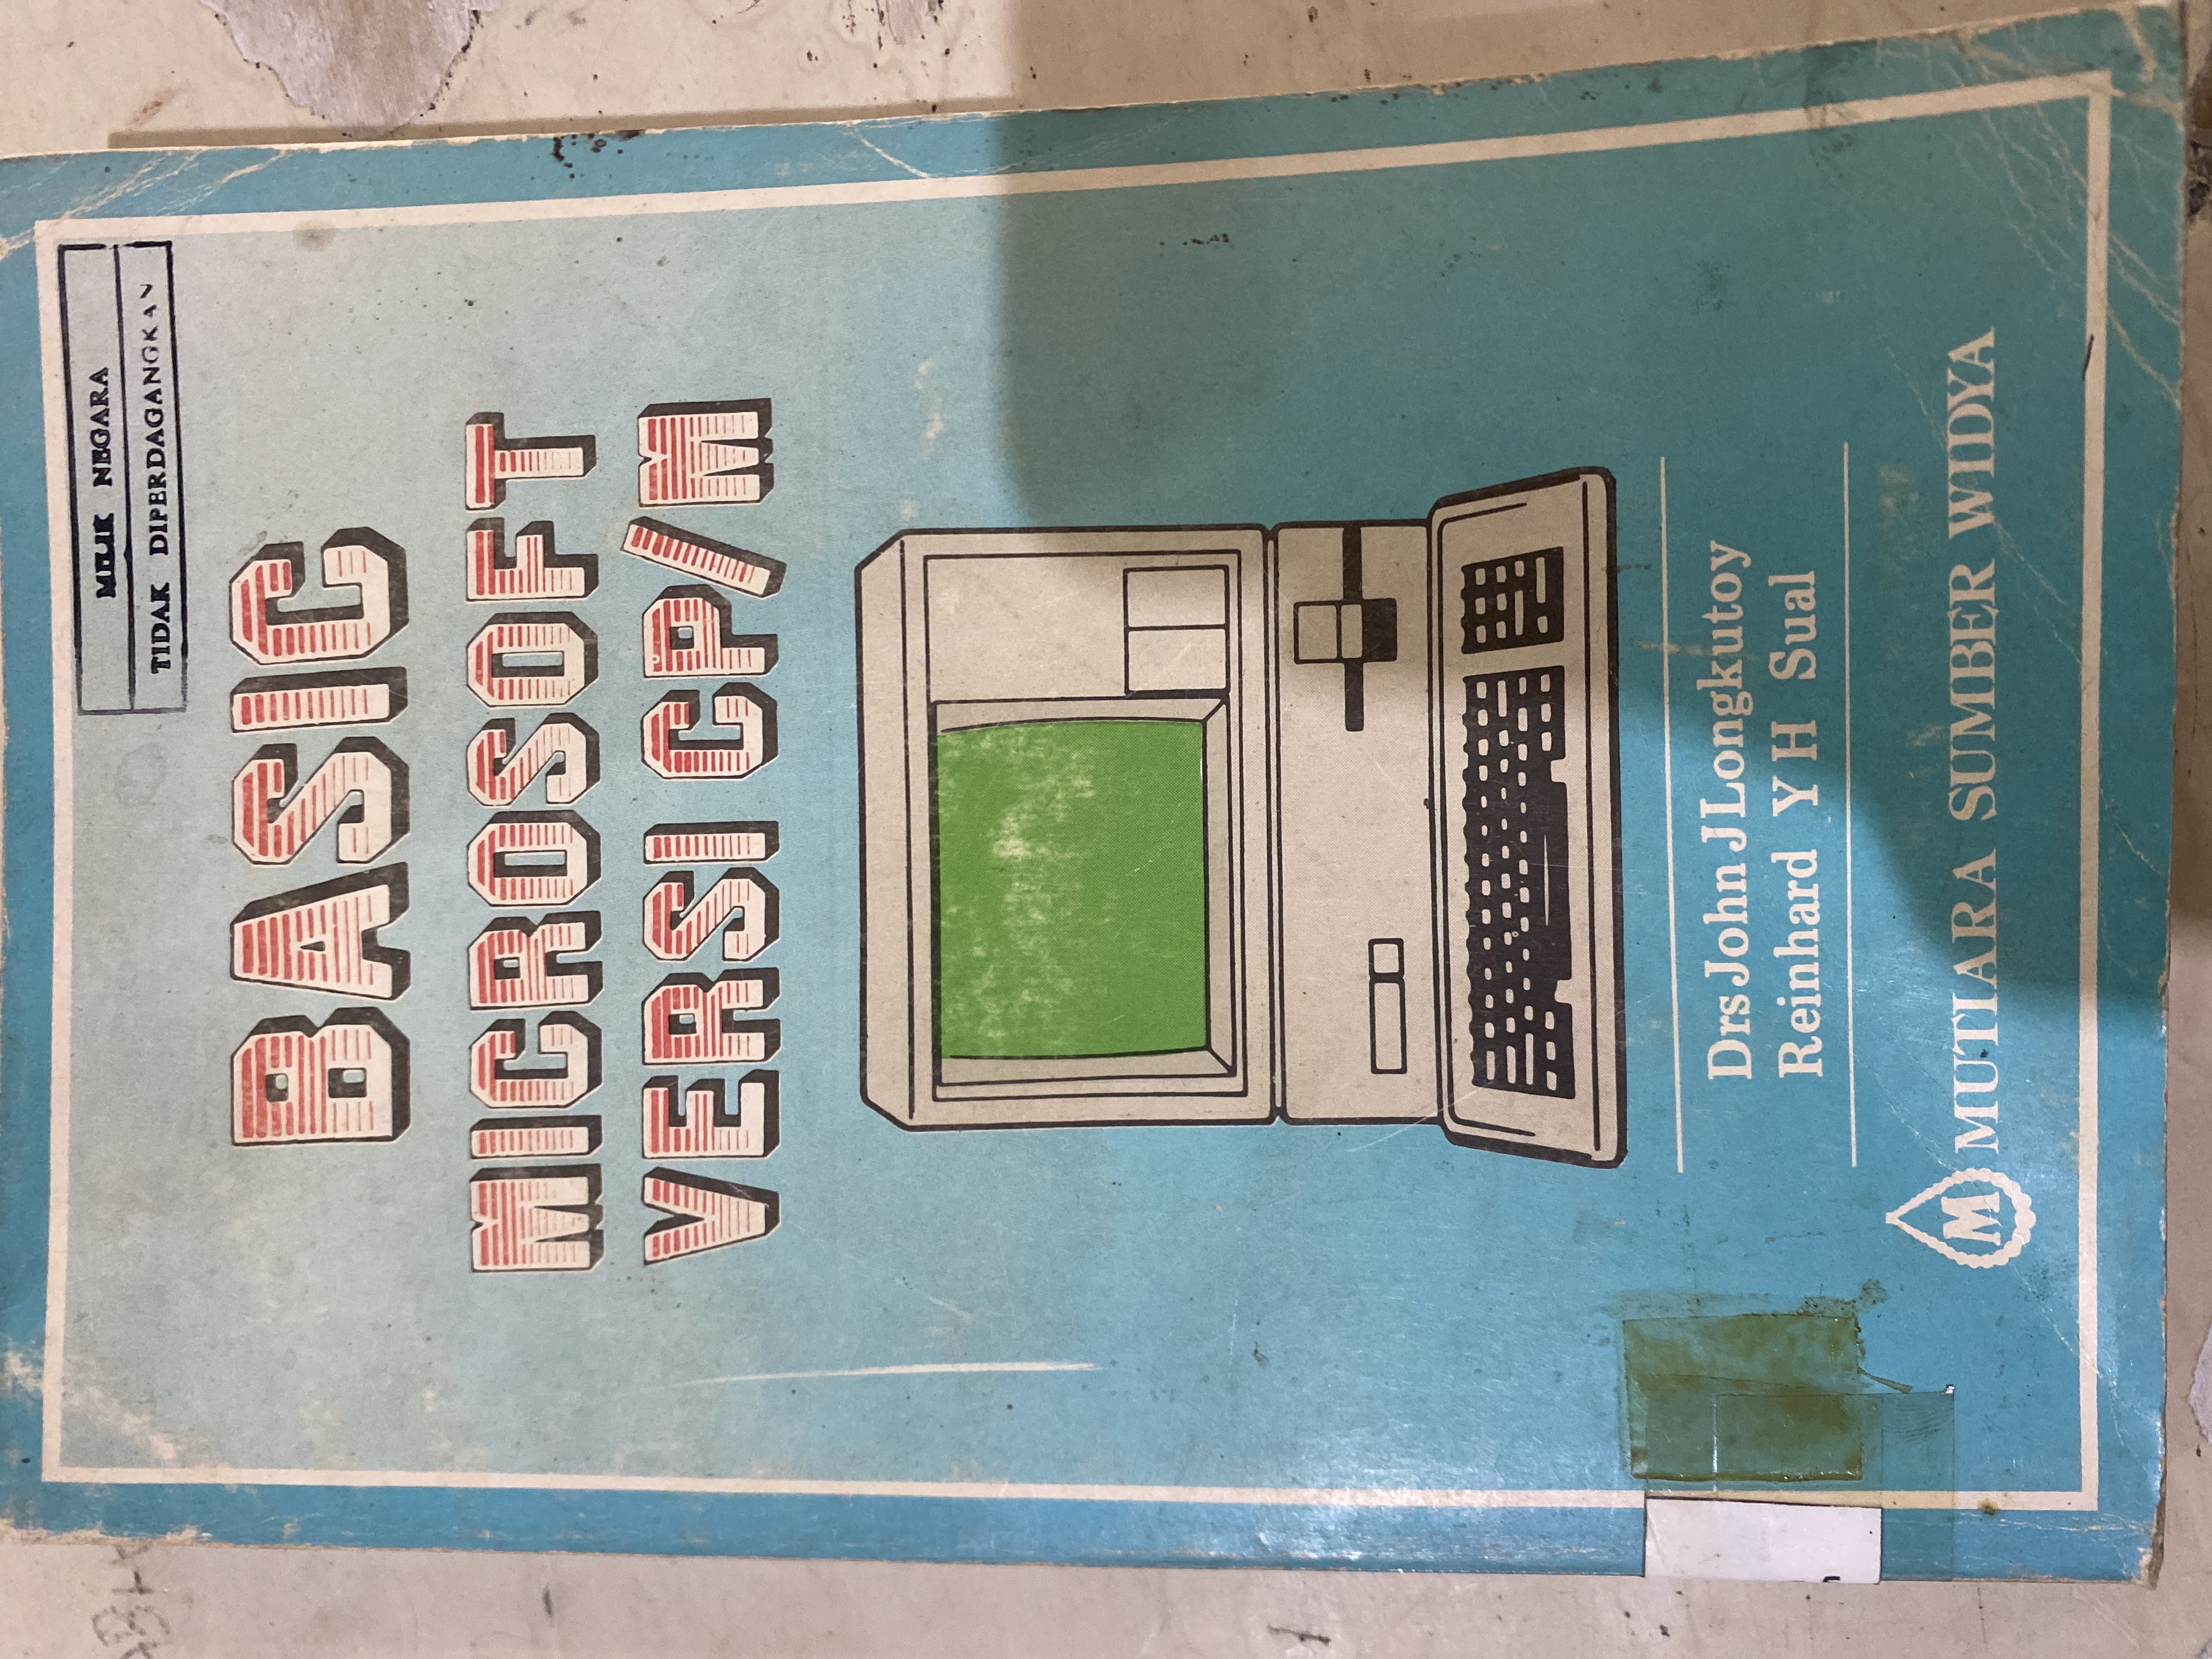 MILIK NEGARA
TIDAK DIPERDAGANGKAN
BASIC
MICROSOFT
VERSI CP/M
Drs John J Longkutoy
Reinhard Y H Sual
M MUTIARA SUMBER WIDYA